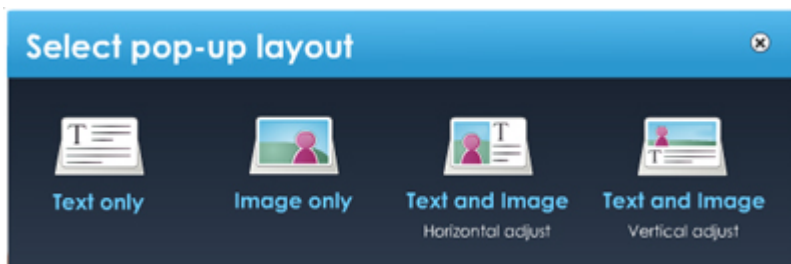 Select pop-up layout
T
T
T
Text only
Image only
Text and Image
Text and Image
Horizontal adjust
Vertical adjust